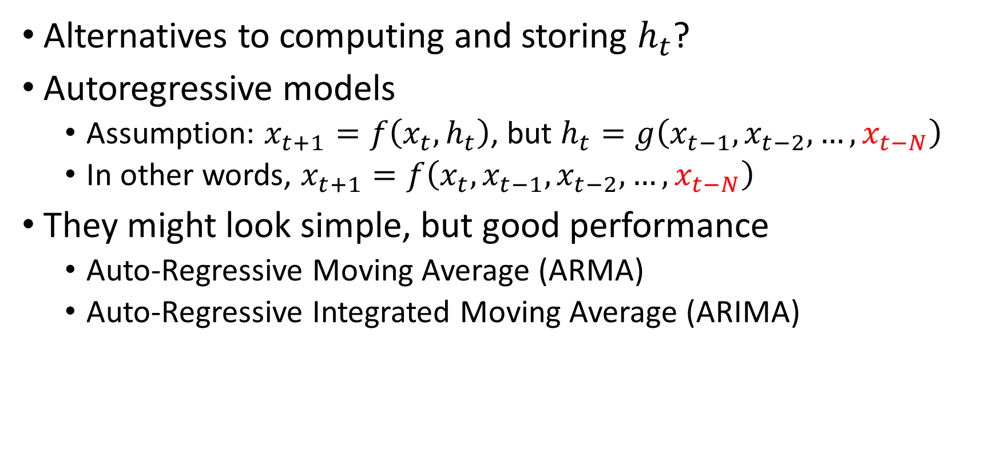 • Alternatives to computing and storing $h_t$?
• Autoregressive models
• Assumption: $x_{t+1} = f(x_t, h_t)$, but $h_t = g(x_{t-1}, x_{t-2}, \ldots, x_{t-N})$
• In other words, $x_{t+1} = f(x_t, x_{t-1}, x_{t-2}, \ldots, x_{t-N})$
• They might look simple, but good performance
• Auto-Regressive Moving Average (ARMA)
• Auto-Regressive Integrated Moving Average (ARIMA)